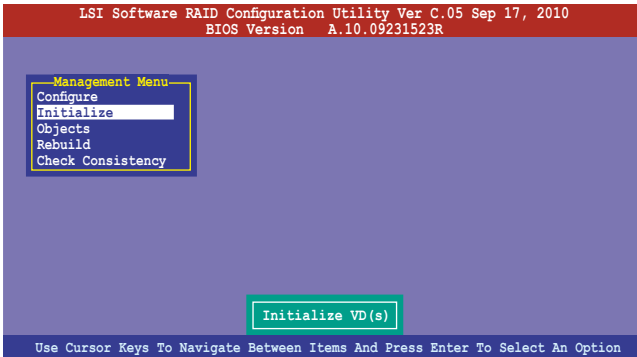 LSI Software RAID Configuration Utility Ver C.05 Sep 17, 2010
BIOS Version A.10.09231523R
Management Menu
Configure
Initialize
Objects
Rebuild
Check Consistency
Initialize VD(s)
Use Cursor Keys To Navigate Between Items And Press Enter To Select An Option